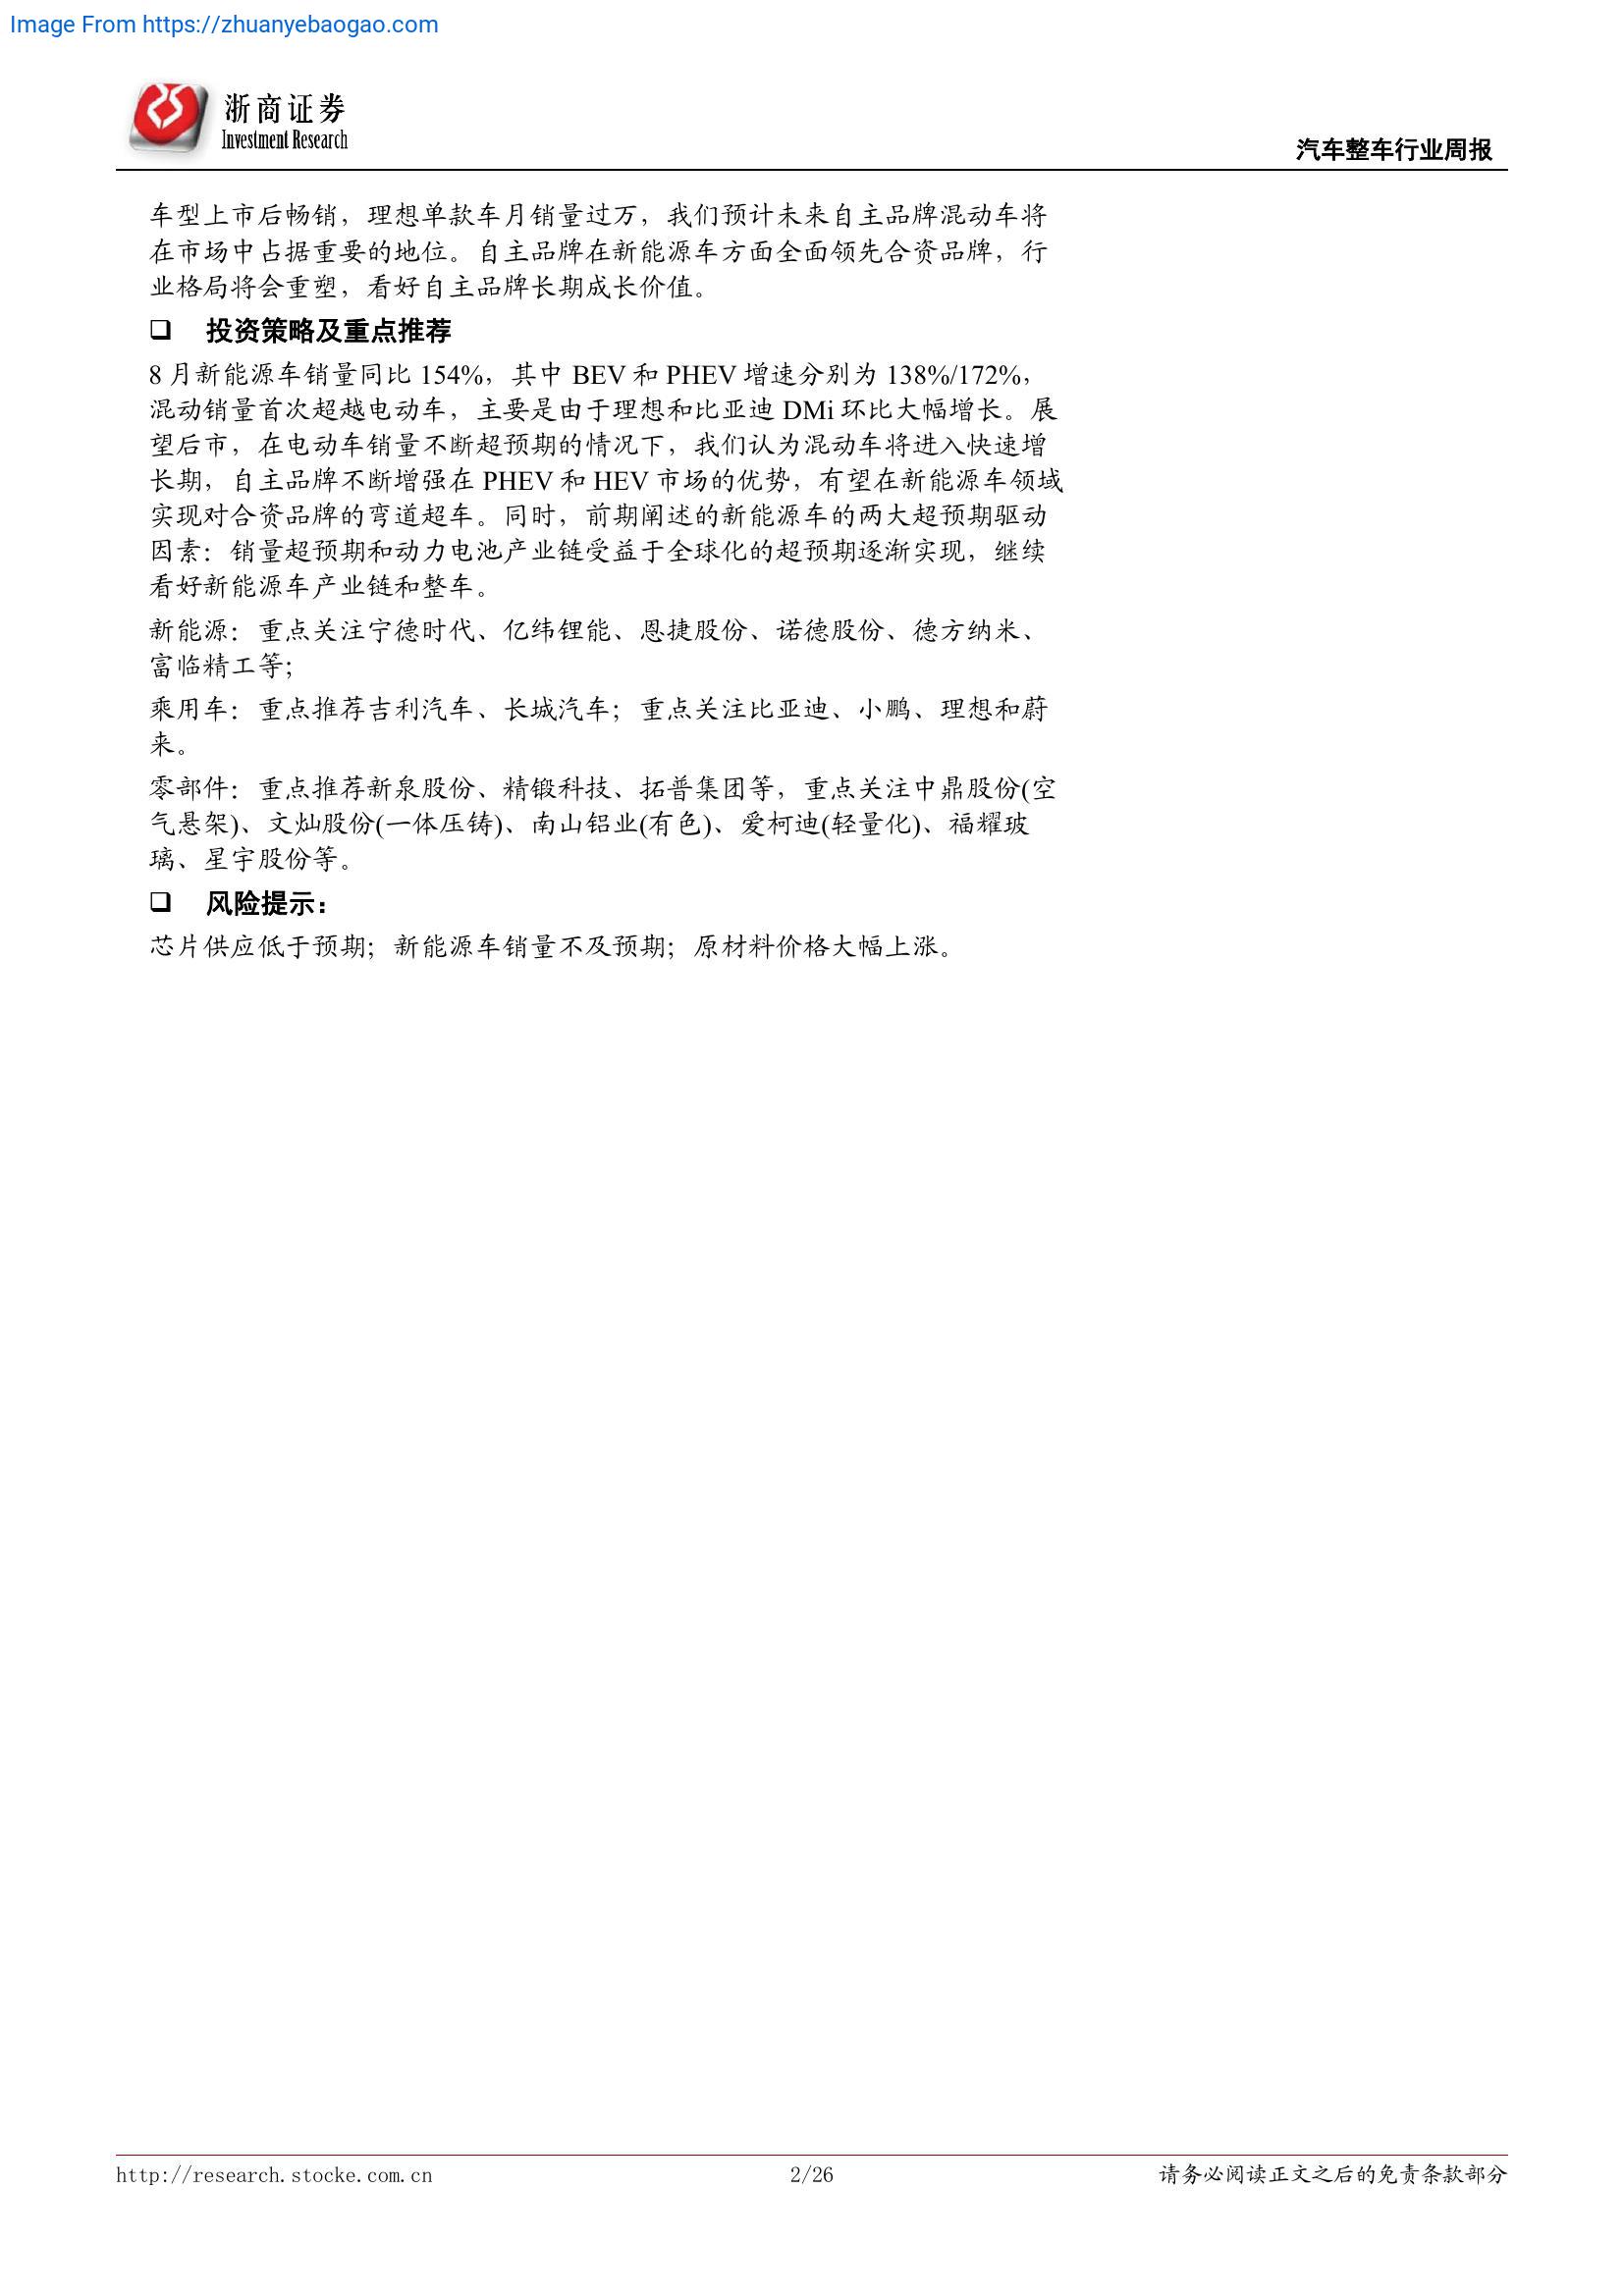 Image From https://zhuanyebaogao.com
浙商证券
Investment Research
汽车整车行业周报
车型上市后畅销，理想单款车月销量过万，我们预计未来自主品牌混动车将
在市场中占据重要的地位。自主品牌在新能源车方面全面领先合资品牌，行
业格局将会重塑，看好自主品牌长期成长价值。
❑ 投资策略及重点推荐
8 月新能源车销量同比 154%，其中 BEV 和 PHEV 增速分别为 138%/172%，
混动销量首次超越电动车，主要是由于理想和比亚迪 DMi 环比大幅增长。展
望后市，在电动车销量不断超预期的情况下，我们认为混动车将进入快速增
长期，自主品牌不断增强在 PHEV 和 HEV 市场的优势，有望在新能源车领域
实现对合资品牌的弯道超车。同时，前期阐述的新能源车的两大超预期驱动
因素：销量超预期和动力电池产业链受益于全球化的超预期逐渐实现，继续
看好新能源车产业链和整车。
新能源：重点关注宁德时代、亿纬锂能、恩捷股份、诺德股份、德方纳米、
富临精工等；
乘用车：重点推荐吉利汽车、长城汽车；重点关注比亚迪、小鹏、理想和蔚
来。
零部件：重点推荐新泉股份、精锻科技、拓普集团等，重点关注中鼎股份(空
气悬架)、文灿股份(一体压铸)、南山铝业(有色)、爱柯迪(轻量化)、福耀玻
璃、星宇股份等。
❑ 风险提示：
芯片供应低于预期；新能源车销量不及预期；原材料价格大幅上涨。
http://research.stocke.com.cn
2/26
请务必阅读正文之后的免责条款部分